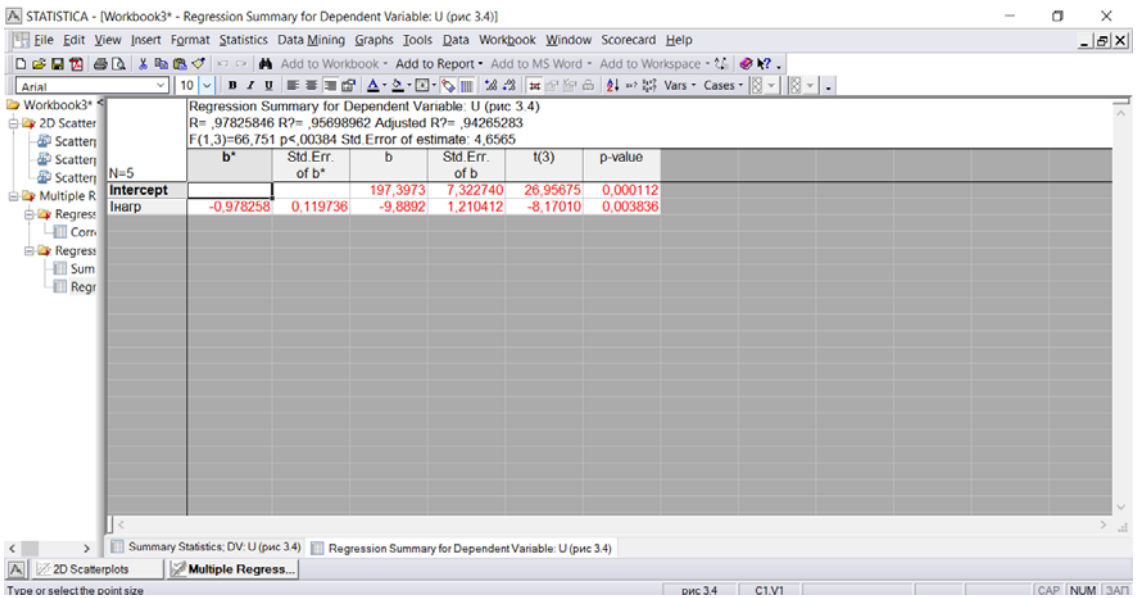 STATISTICA - [Workbook3* - Regression Summary for Dependent Variable: U (рис 3.4)]
File Edit View Insert Format Statistics Data Mining Graphs Tools Data Workbook Window Scorecard Help
Add to Workbook Add to Report Add to MS Word Add to Workspace
Arial 10 B I U Vars Cases
Workbook3*
2D Scatter
Scatter
Scatter
Scatter
Multiple R
Regress
Corr
Regress
Sum
Regr
Regression Summary for Dependent Variable: U (рис 3.4)
R= ,97825846 R?= ,95698962 Adjusted R?= ,94265283
F(1,3)=66,751 p<,00384 Std.Error of estimate: 4,6565
N=5 b* Std.Err. of b* b Std.Err. of b t(3) p-value
Intercept 197,3973 7,322740 26,95675 0,000112
Iнагр -0,978258 0,119736 -9,8892 1,210412 -8,17010 0,003836
Summary Statistics; DV: U (рис 3.4) Regression Summary for Dependent Variable: U (рис 3.4)
2D Scatterplots Multiple Regress...
Type or select the point size рис 3.4 C1,V1 CAP NUM ЗАП